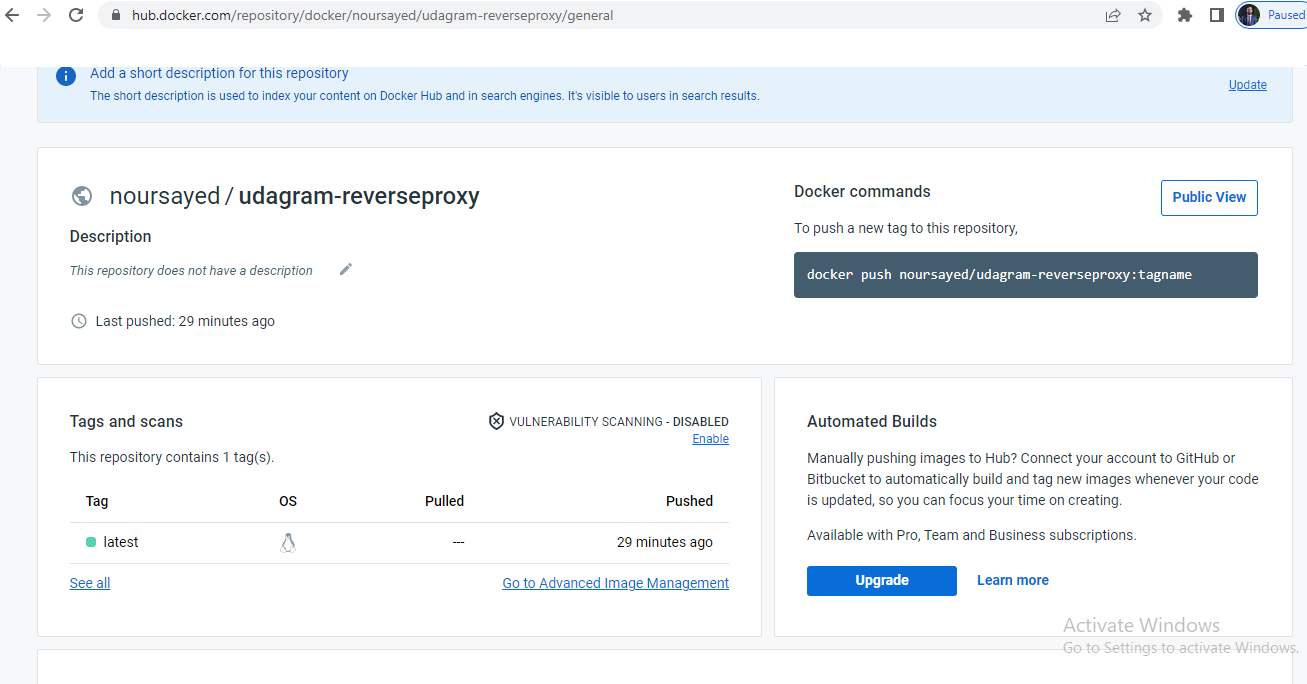 hub.docker.com/repository/docker/noursayed/udagram-reverseproxy/general
Paused
Add a short description for this repository
The short description is used to index your content on Docker Hub and in search engines. It's visible to users in search results.
Update
noursayed / udagram-reverseproxy
Description
This repository does not have a description
Last pushed: 29 minutes ago
Docker commands
Public View
To push a new tag to this repository,
docker push noursayed/udagram-reverseproxy:tagname
Tags and scans
VULNERABILITY SCANNING - DISABLED
Enable
This repository contains 1 tag(s).
Tag OS Pulled Pushed
latest --- 29 minutes ago
See all
Go to Advanced Image Management
Automated Builds
Manually pushing images to Hub? Connect your account to GitHub or
Bitbucket to automatically build and tag new images whenever your code
is updated, so you can focus your time on creating.
Available with Pro, Team and Business subscriptions.
Upgrade
Learn more
Activate Windows
Go to Settings to activate Windows.